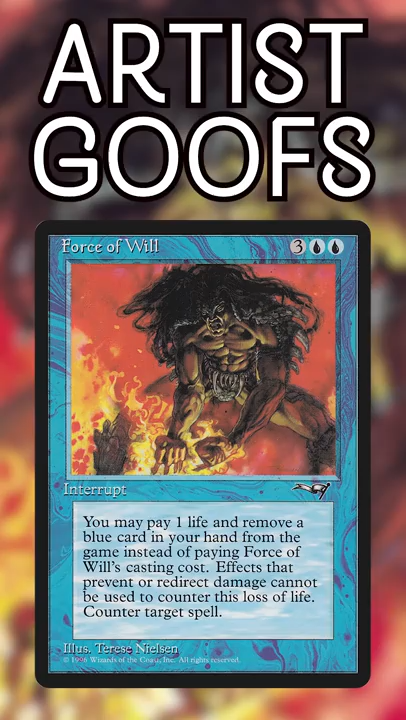 ARTIST
GOOFS
Force of Will 3
Interrupt
You may pay 1 life and remove a
blue card in your hand from the
game instead of paying Force of
Will's casting cost. Effects that
prevent or redirect damage cannot
be used to counter this loss of life.
Counter target spell.
Illus. Terese Nielsen
© 1996 Wizards of the Coast, Inc. All rights reserved.